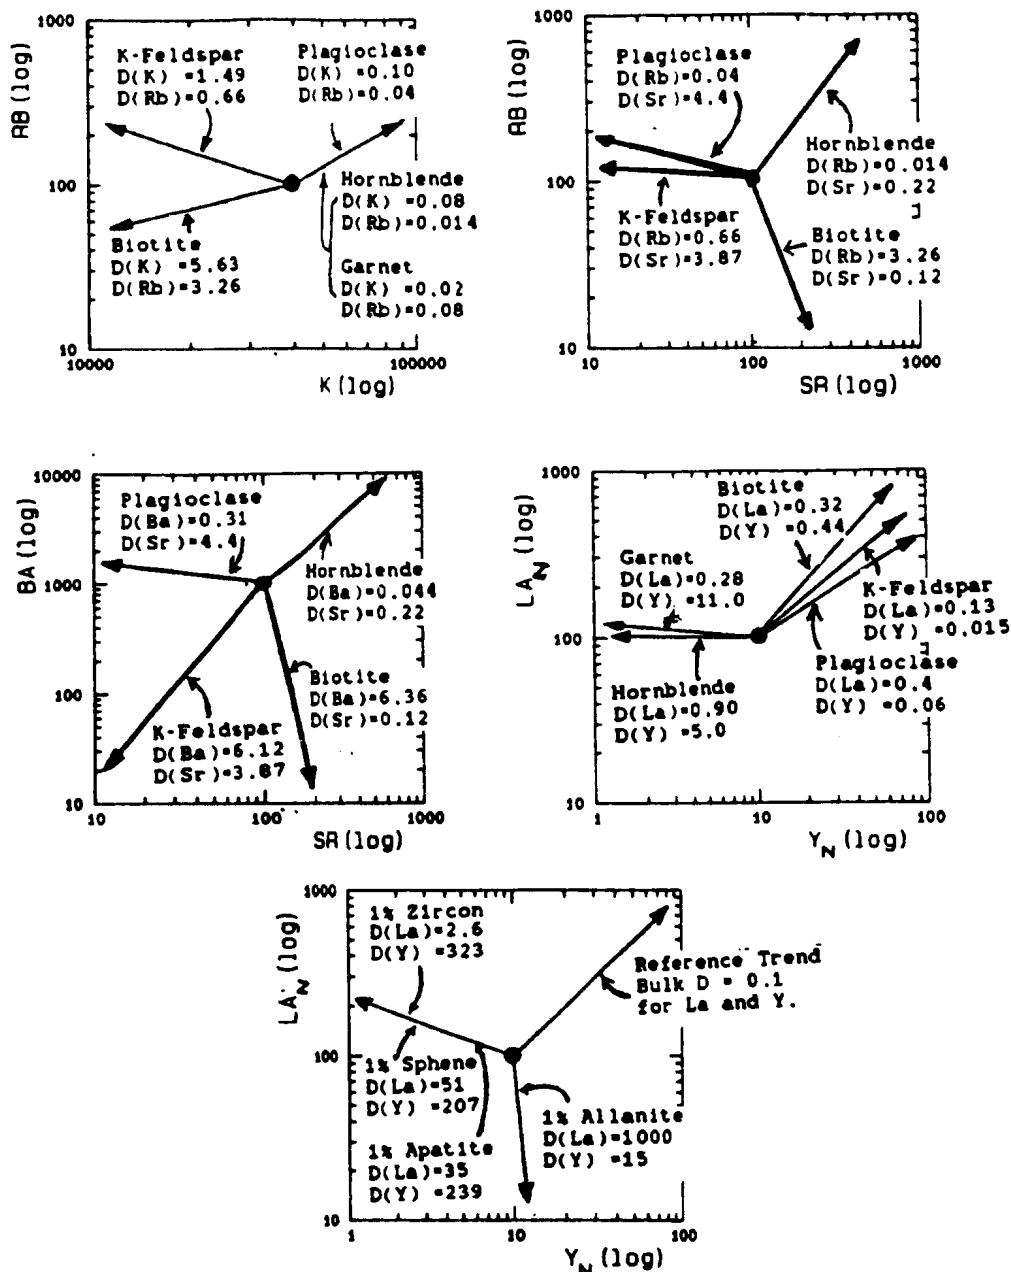 1000
RB (log)
100
10
10000
100000
K (log)
K-Feldspar
D(K) =1.49
D(Rb)=0.66
Plagioclase
D(K) =0.10
D(Rb)=0.04
Hornblende
D(K) =0.08
D(Rb)=0.014
Biotite
D(K) =5.63
D(Rb)=3.26
Garnet
D(K) =0.02
D(Rb)=0.08
1000
RB (log)
100
10
10
100
1000
SR (log)
Plagioclase
D(Rb)=0.04
D(Sr)=4.4
Hornblende
D(Rb)=0.014
D(Sr)=0.22
K-Feldspar
D(Rb)=0.66
D(Sr)=3.87
Biotite
D(Rb)=3.26
D(Sr)=0.12
10000
BA (log)
1000
100
10
10
100
1000
SR (log)
Plagioclase
D(Ba)=0.31
D(Sr)=4.4
Hornblende
D(Ba)=0.044
D(Sr)=0.22
Biotite
D(Ba)=6.36
D(Sr)=0.12
K-Feldspar
D(Ba)=6.12
D(Sr)=3.87
1000
LA N (log)
100
10
1
10
100
Y N (log)
Biotite
D(La)=0.32
D(Y) =0.44
Garnet
D(La)=0.28
D(Y) =11.0
K-Feldspar
D(La)=0.13
D(Y) =0.015
Plagioclase
D(La)=0.4
D(Y) =0.06
Hornblende
D(La)=0.90
D(Y) =5.0
1000
LA N (log)
100
10
1
10
100
Y N (log)
1% Zircon
D(La)=2.6
D(Y) =323
Reference Trend
Bulk D = 0.1
for La and Y.
1% Sphene
D(La)=51
D(Y) =207
1% Allanite
D(La)=1000
D(Y) =15
1% Apatite
D(La)=35
D(Y) =239